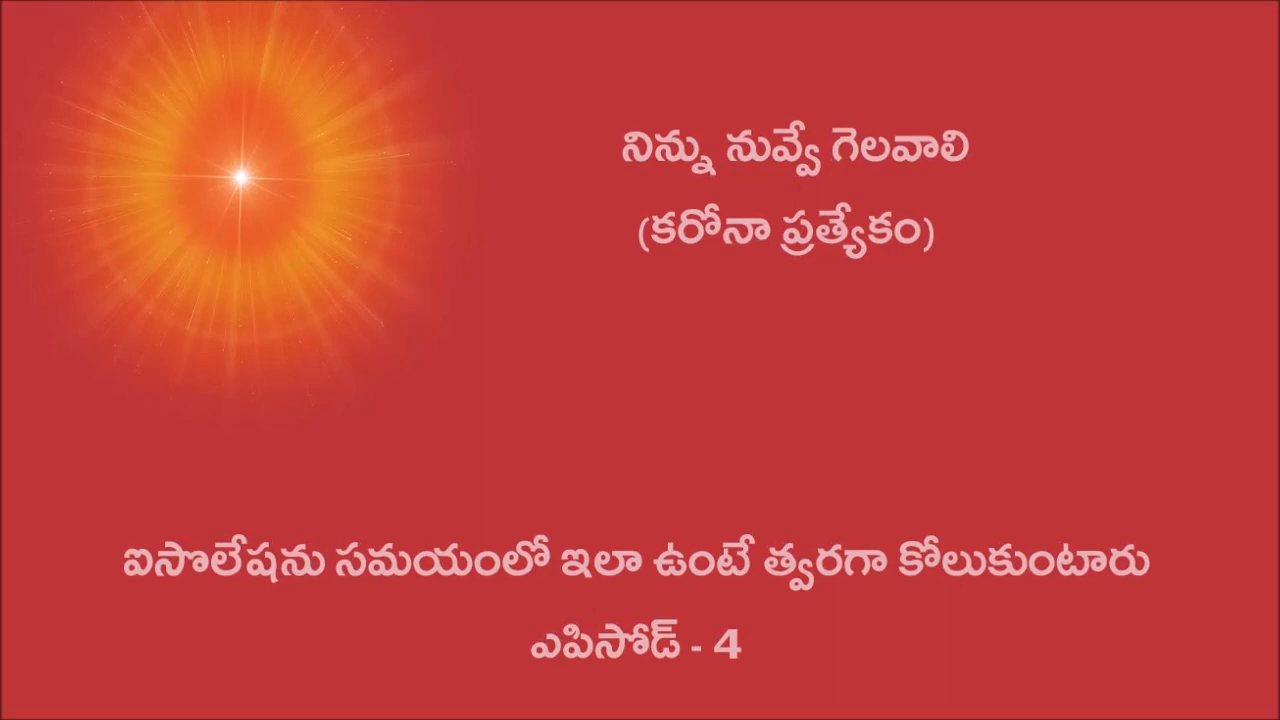 నిన్ను నువ్వే గెలవాలి
(కరోనా ప్రత్యేకం)
ఐసొలేషను సమయంలో ఇలా ఉంటే త్వరగా కోలుకుంటారు
ఎపిసోడ్ - 4